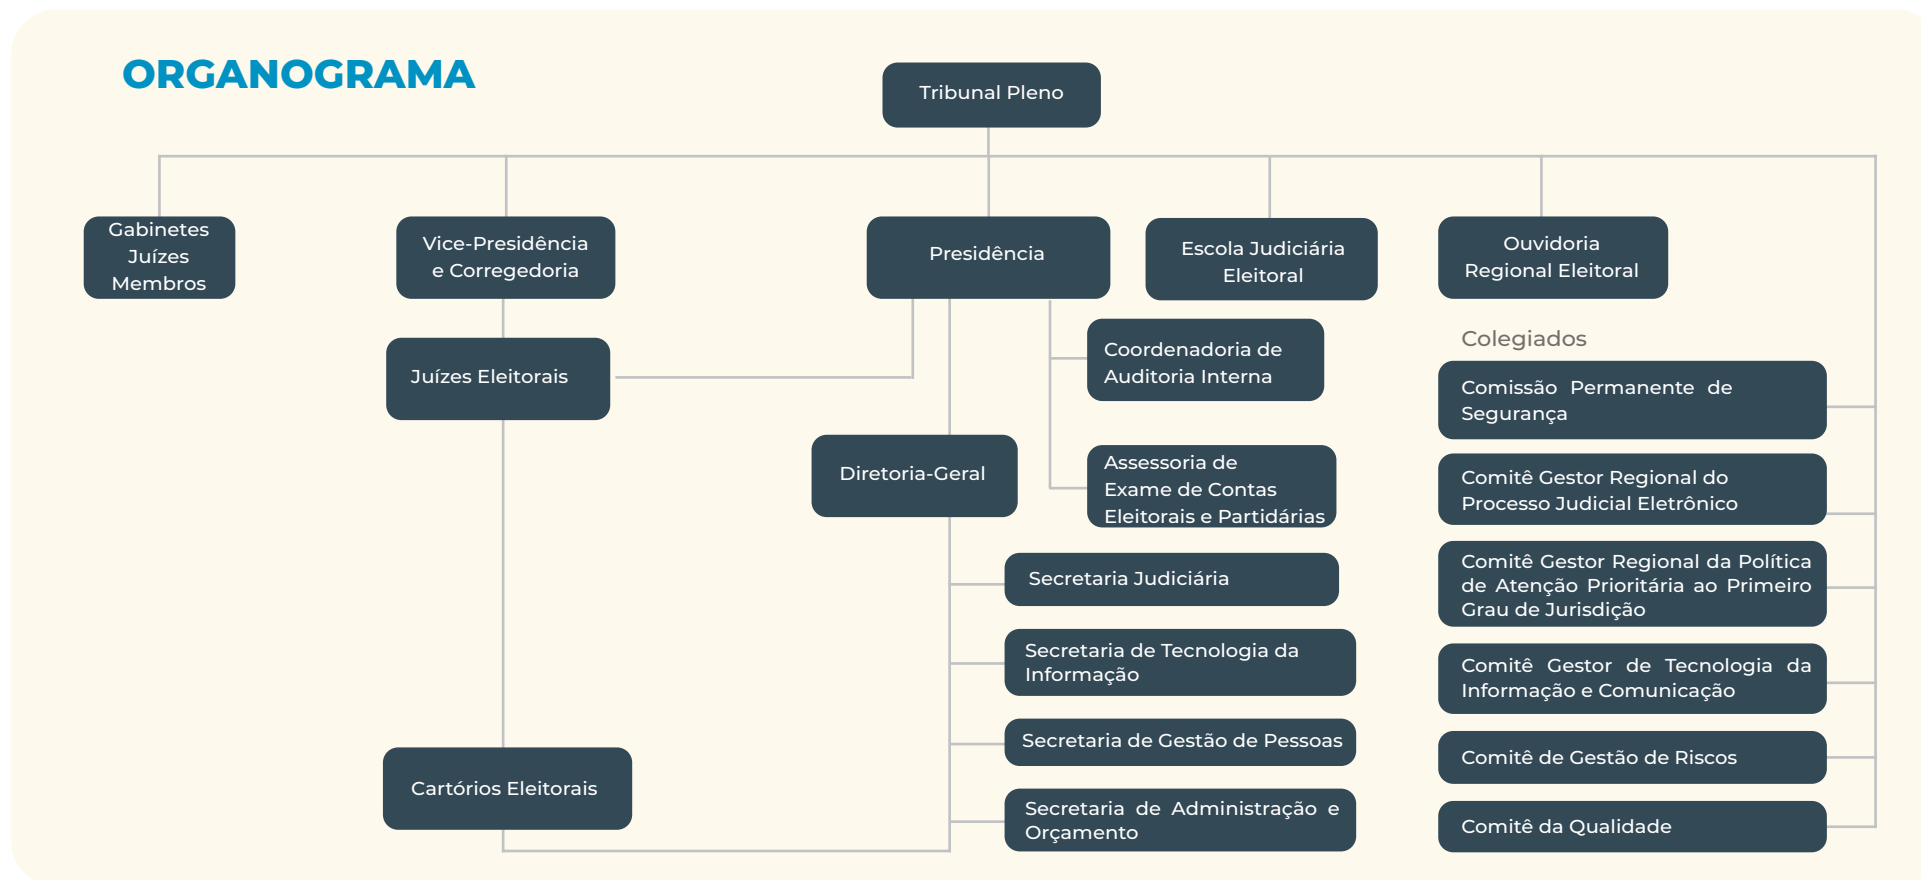 ORGANOGRAMA
Tribunal Pleno
Gabinetes
Juízes
Membros
Vice-Presidência
e Corregedoria
Presidência
Escola Judiciária
Eleitoral
Ouvidoria
Regional Eleitoral
Juízes Eleitorais
Coordenadoria de
Auditoria Interna
Diretoria-Geral
Assessoria de
Exame de Contas
Eleitorais e Partidárias
Secretaria Judiciária
Secretaria de Tecnologia da
Informação
Secretaria de Gestão de Pessoas
Secretaria de Administração e
Orçamento
Cartórios Eleitorais
Colegiados
Comissão Permanente de
Segurança
Comitê Gestor Regional do
Processo Judicial Eletrônico
Comitê Gestor Regional da Política
de Atenção Prioritária ao Primeiro
Grau de Jurisdição
Comitê Gestor de Tecnologia da
Informação e Comunicação
Comitê de Gestão de Riscos
Comitê da Qualidade